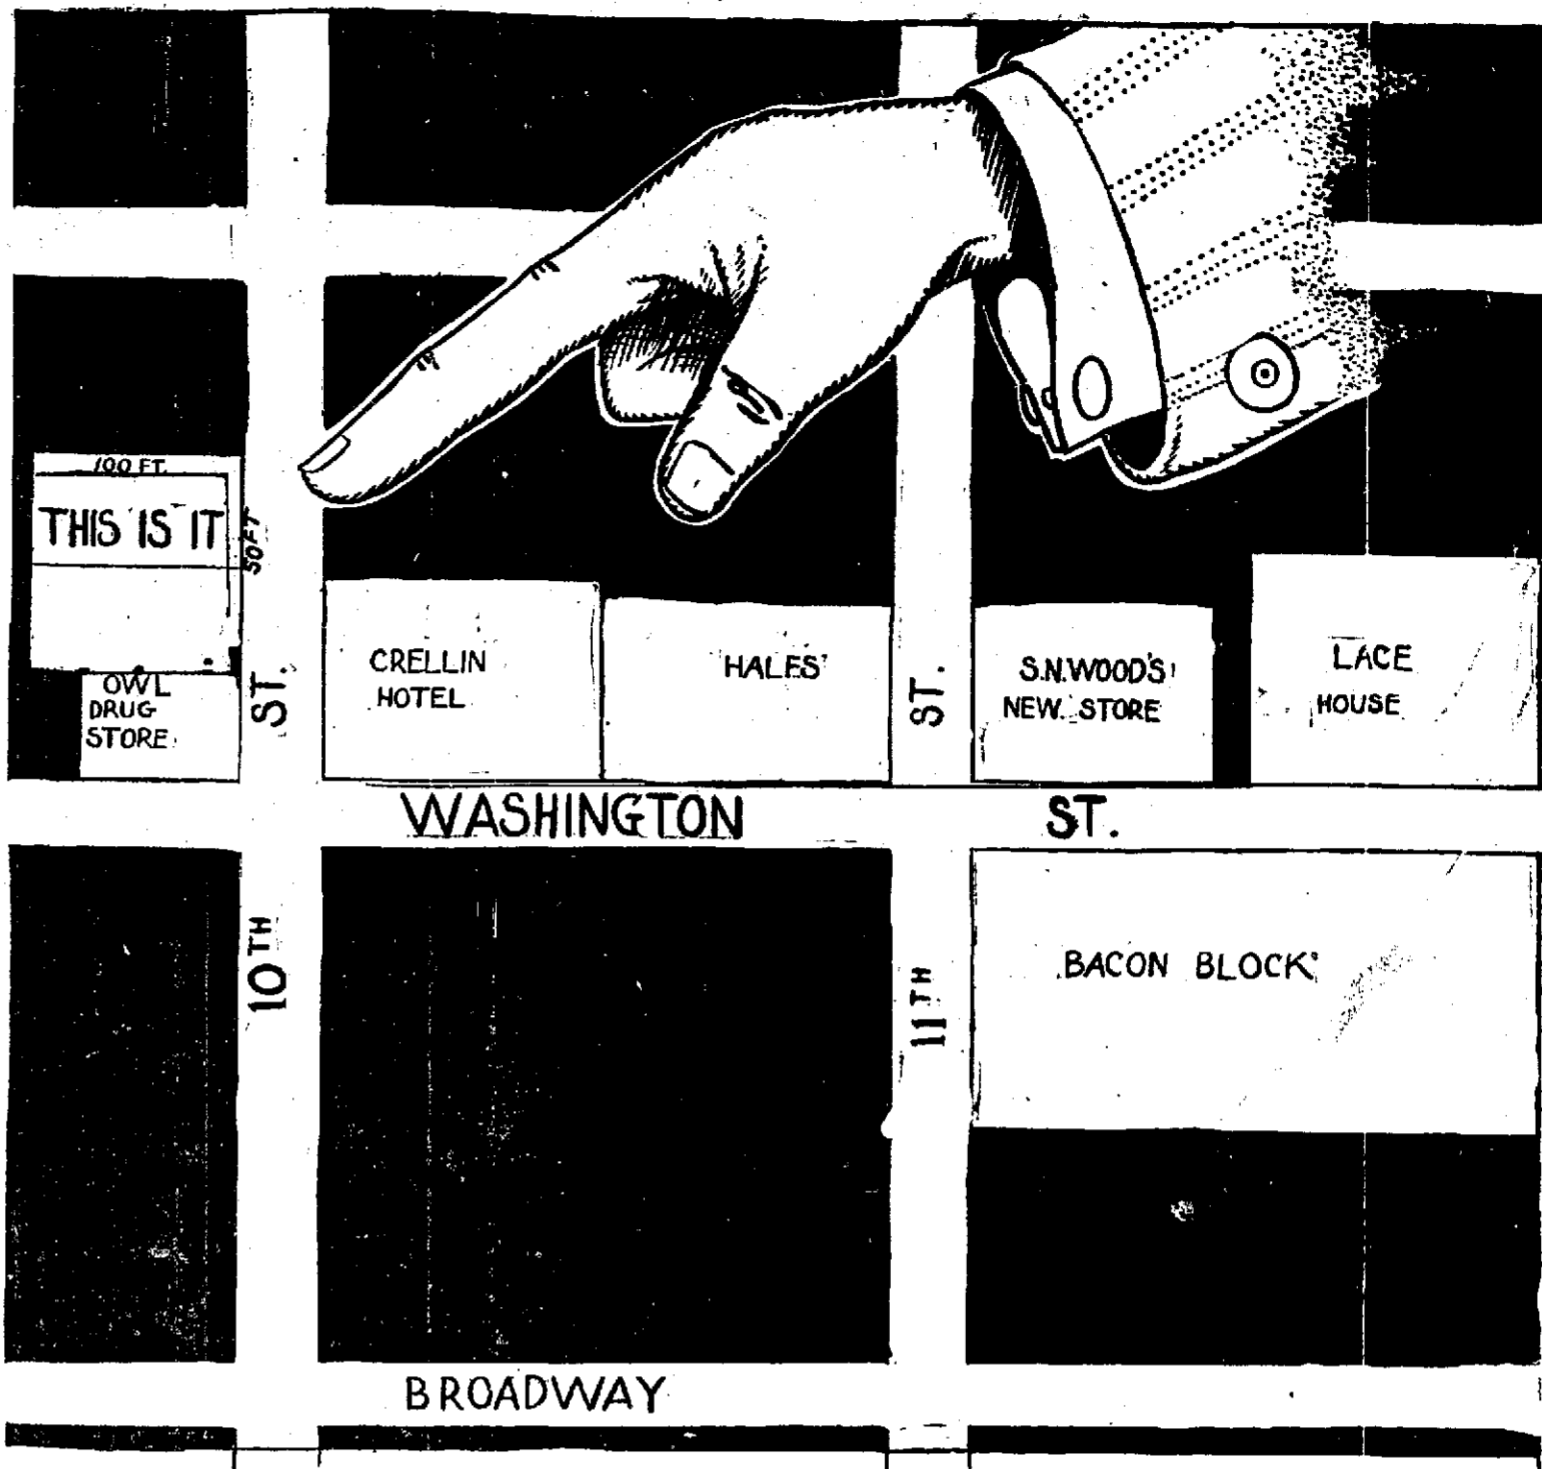 100 FT.
THIS IS IT
50 FT
OWL
DRUG
STORE
10TH ST.
CRELLIN
HOTEL
HALES'
11TH ST.
S.N.WOOD'S
NEW STORE
LACE
HOUSE
WASHINGTON ST.
BACON BLOCK
BROADWAY